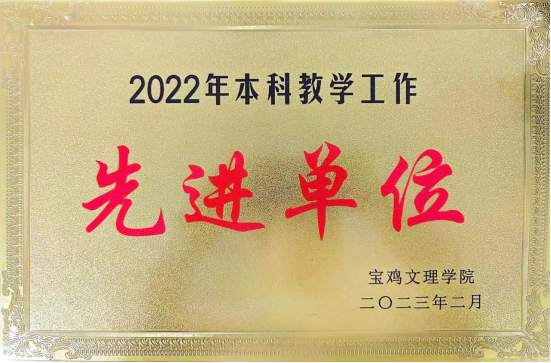 2022年本科教学工作
先进单位
宝鸡文理学院
二〇二三年二月